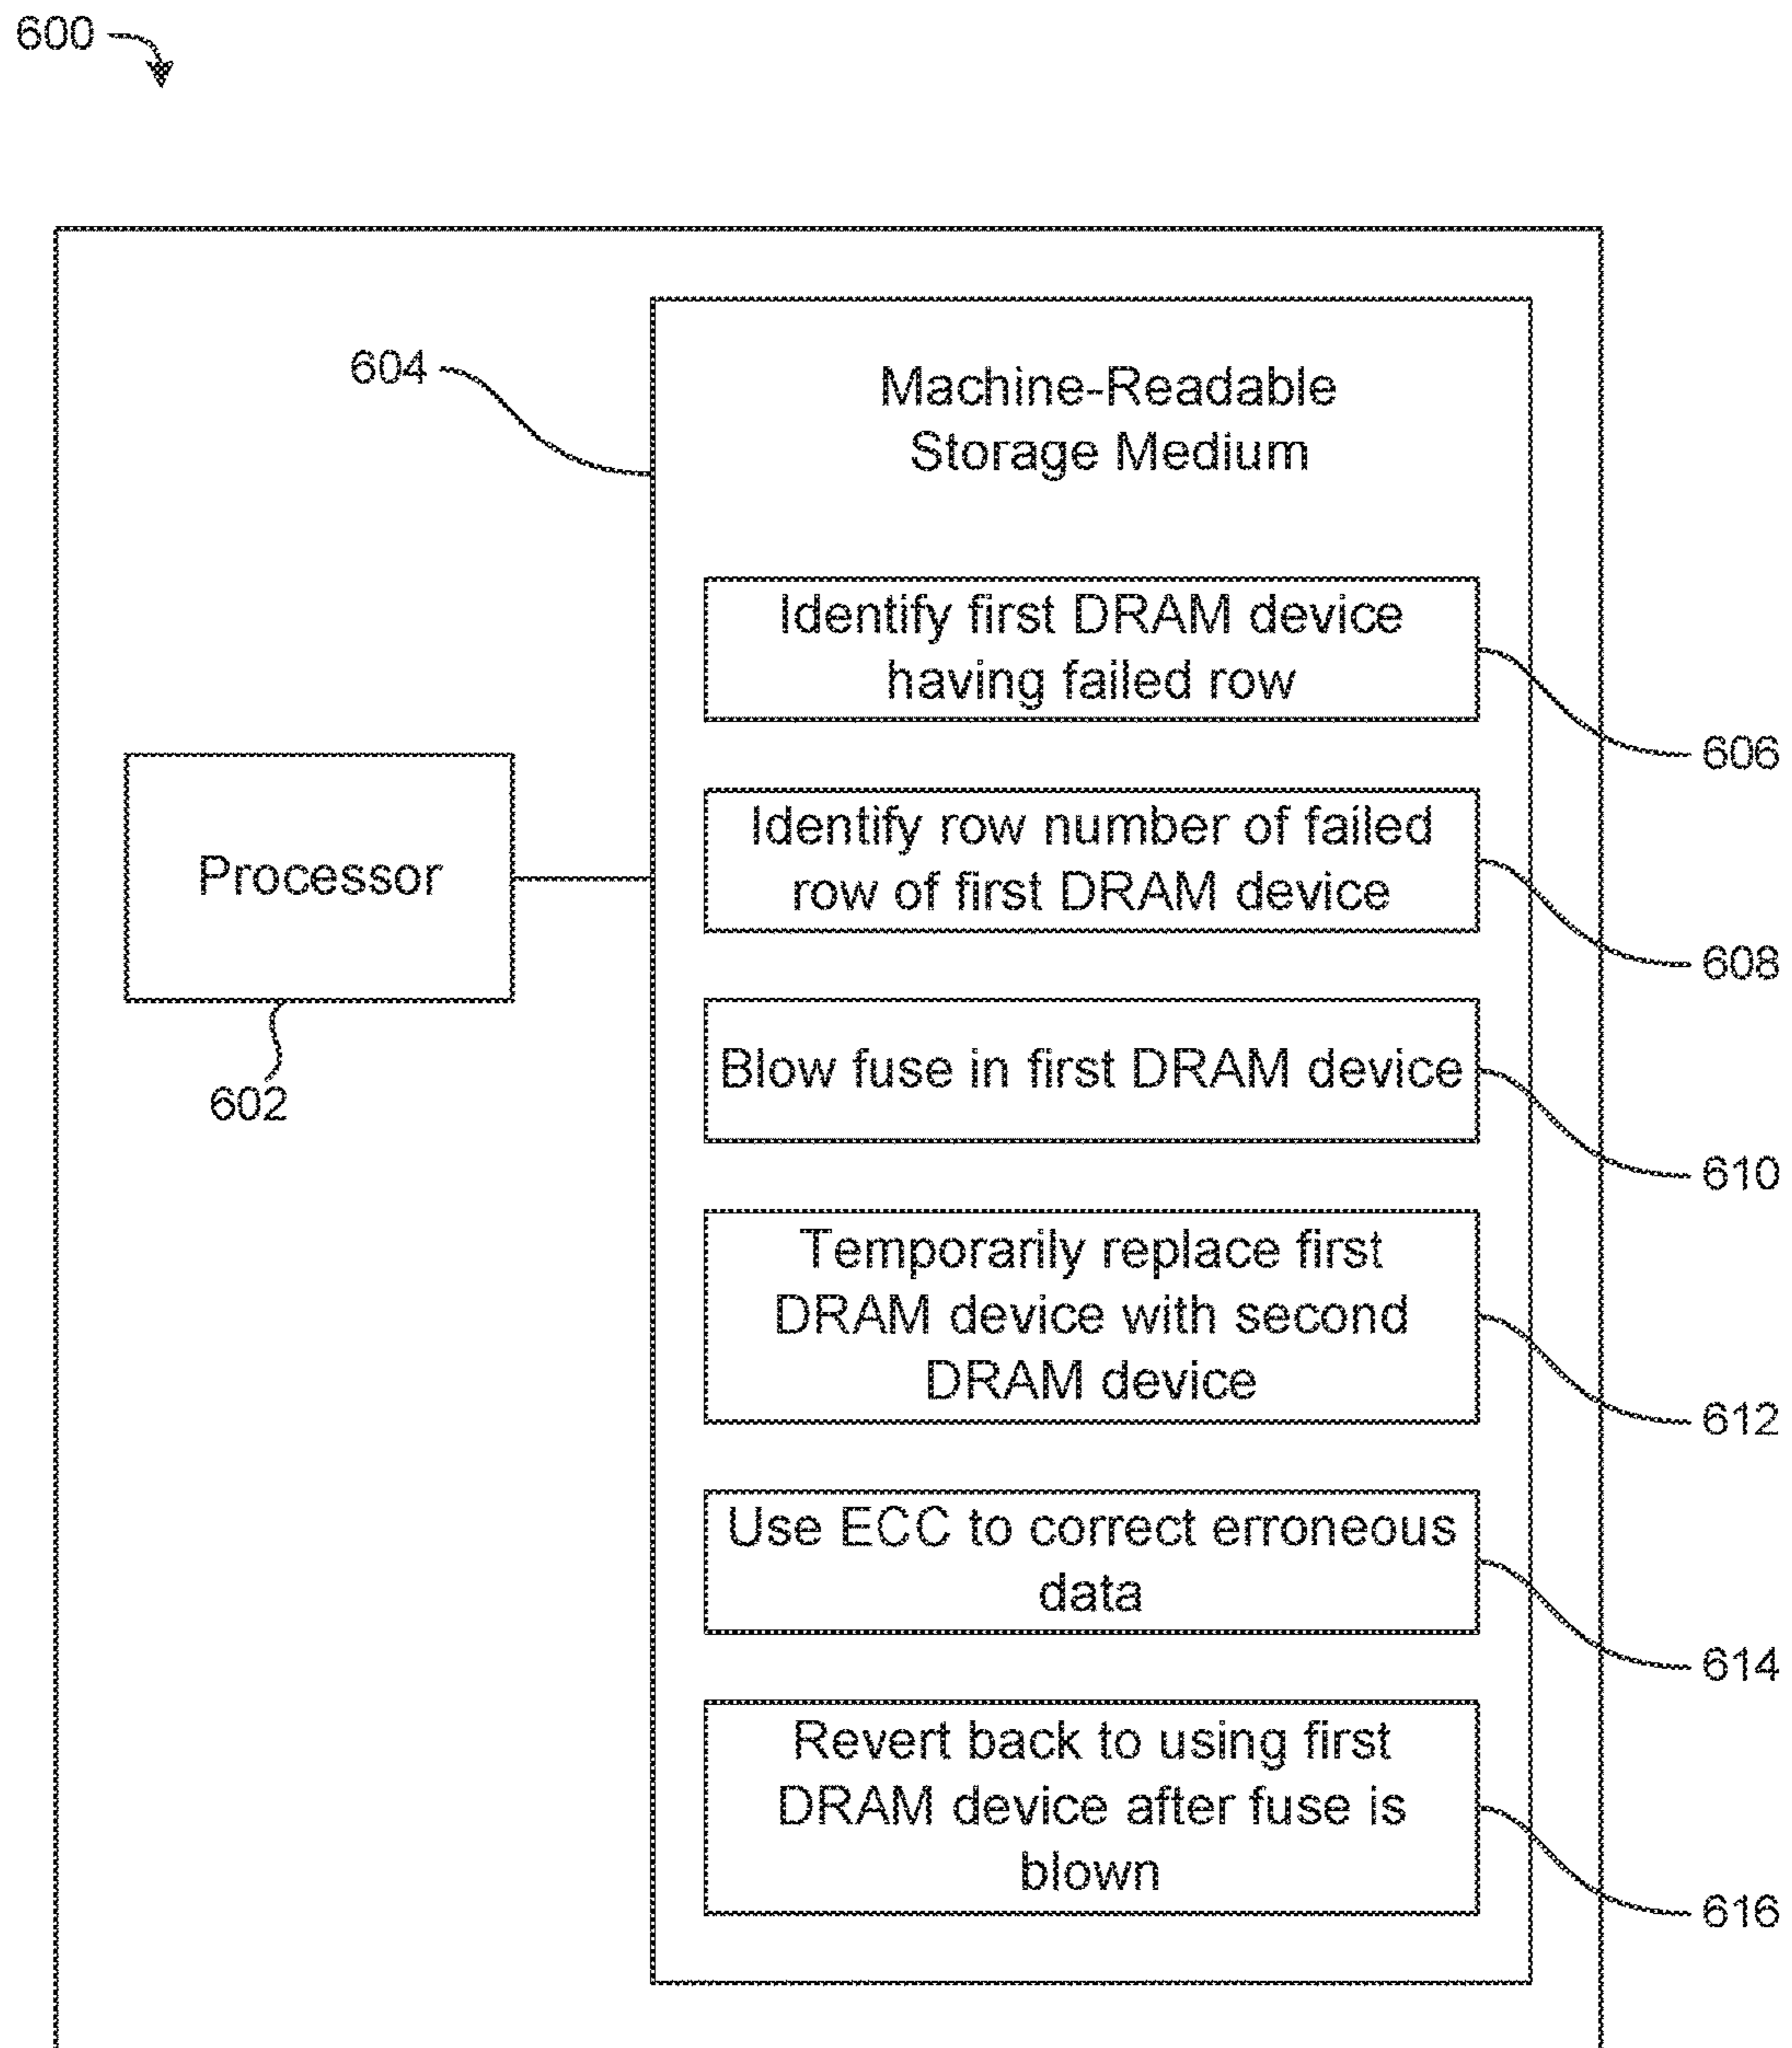 600
604
Machine-Readable
Storage Medium
Identify first DRAM device
having failed row
606
Identify row number of failed
row of first DRAM device
608
Processor
602
Blow fuse in first DRAM device
610
Temporarily replace first
DRAM device with second
DRAM device
612
Use ECC to correct erroneous
data
614
Revert back to using first
DRAM device after fuse is
blown
616